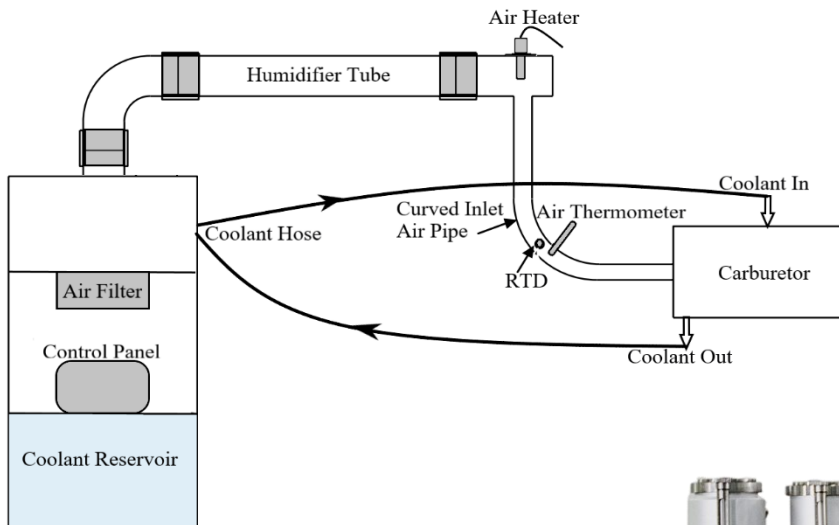 Air Heater
Humidifier Tube
Coolant In
Curved Inlet
Air Pipe
Air Thermometer
Coolant Hose
RTD
Carburetor
Air Filter
Control Panel
Coolant Out
Coolant Reservoir